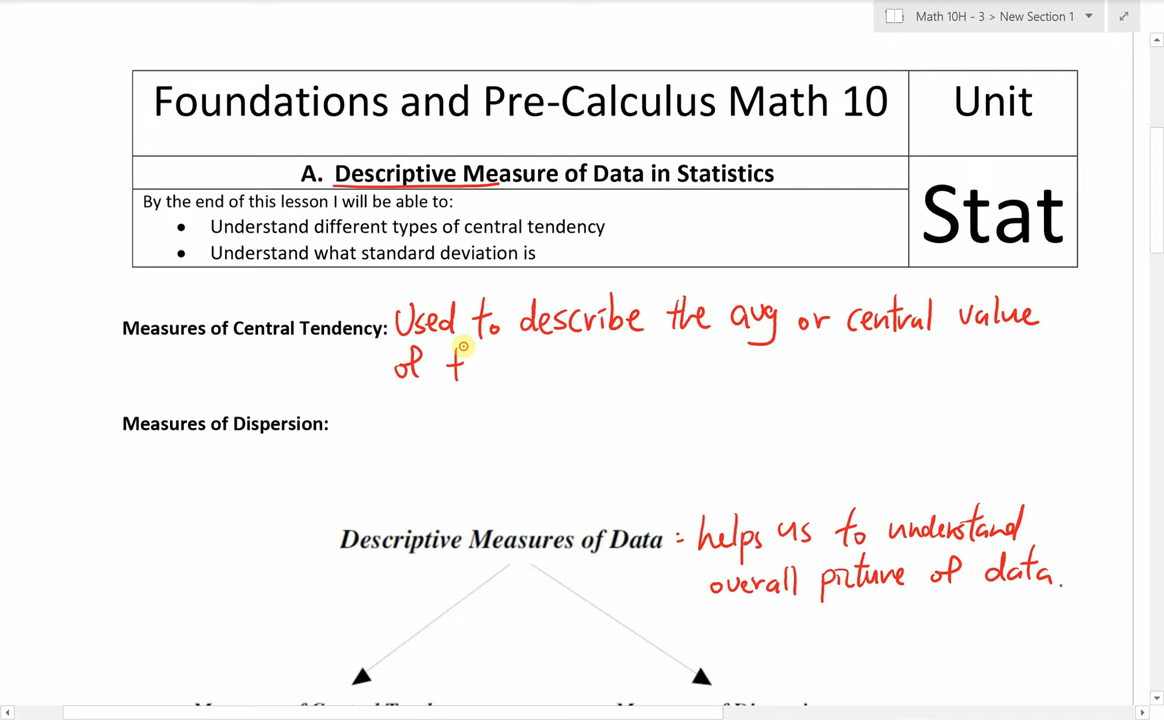 Math 10H - 3 > New Section 1
Foundations and Pre-Calculus Math 10
Unit
A. Descriptive Measure of Data in Statistics
By the end of this lesson I will be able to:
• Understand different types of central tendency
• Understand what standard deviation is
Stat
Measures of Central Tendency: Used to describe the avg or central value
of t
Measures of Dispersion:
Descriptive Measures of Data = helps us to understand
overall picture of data.